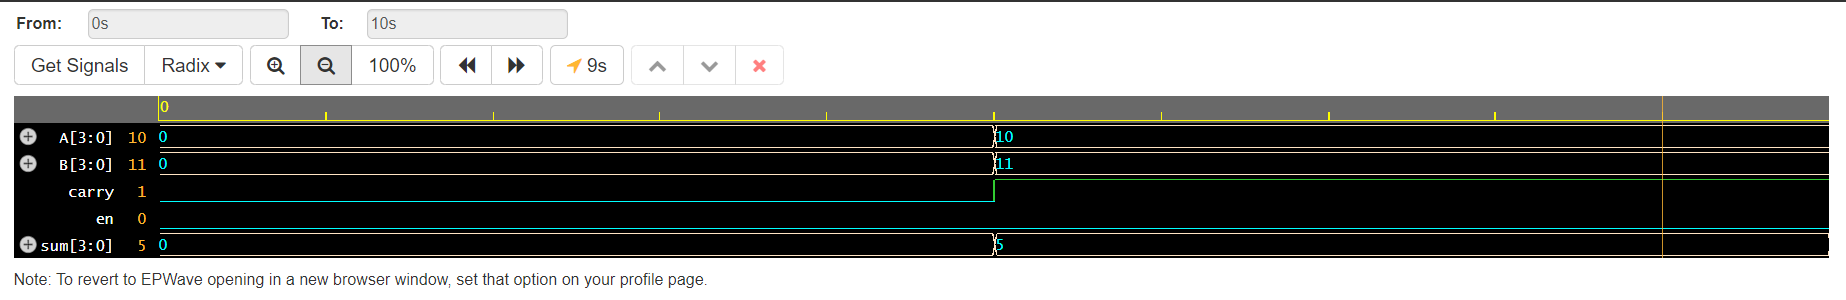 From: 0s To: 10s
Get Signals Radix 100% 9s
0
A[3:0] 10 0 10
B[3:0] 11 0 11
carry 1
en 0
sum[3:0] 5 0 5
Note: To revert to EPWave opening in a new browser window, set that option on your profile page.